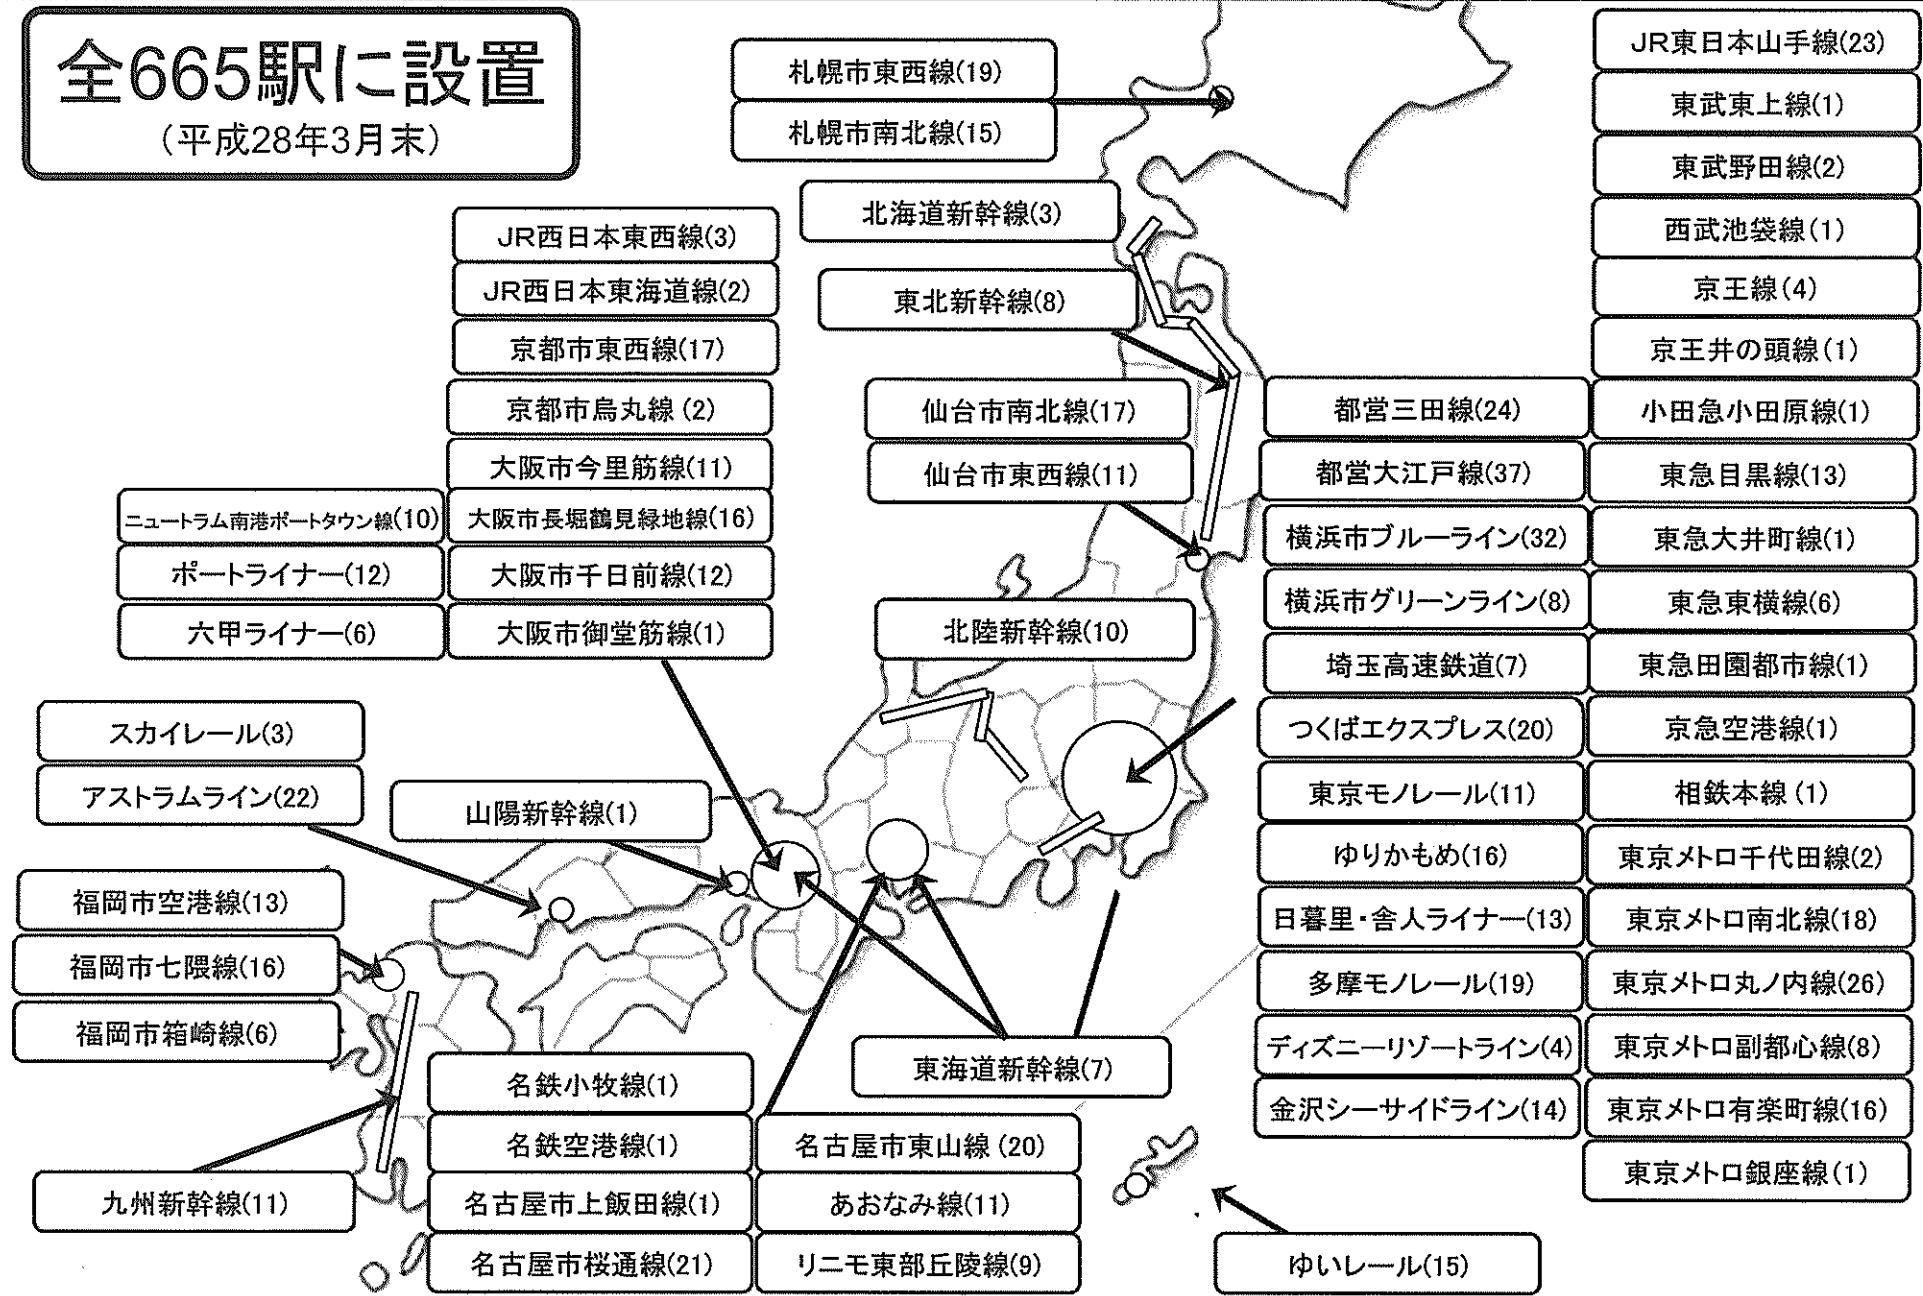 全665駅に設置
(平成28年3月末)
札幌市東西線(19)
札幌市南北線(15)
北海道新幹線(3)
東北新幹線(8)
仙台市南北線(17)
仙台市東西線(11)
北陸新幹線(10)
JR西日本東西線(3)
JR西日本東海道線(2)
京都市東西線(17)
京都市烏丸線(2)
大阪市今里筋線(11)
大阪市長堀鶴見緑地線(16)
大阪市千日前線(12)
大阪市御堂筋線(1)
ニュートラム南港ポートタウン線(10)
ポートライナー(12)
六甲ライナー(6)
スカイレール(3)
アストラムライン(22)
山陽新幹線(1)
福岡市空港線(13)
福岡市七隈線(16)
福岡市箱崎線(6)
九州新幹線(11)
名鉄小牧線(1)
名鉄空港線(1)
名古屋市上飯田線(1)
名古屋市桜通線(21)
名古屋市東山線(20)
あおなみ線(11)
リニモ東部丘陵線(9)
東海道新幹線(7)
ゆいレール(15)
都営三田線(24)
都営大江戸線(37)
横浜市ブルーライン(32)
横浜市グリーンライン(8)
埼玉高速鉄道(7)
つくばエクスプレス(20)
東京モノレール(11)
ゆりかもめ(16)
日暮里・舎人ライナー(13)
多摩モノレール(19)
ディズニーリゾートライン(4)
金沢シーサイドライン(14)
JR東日本山手線(23)
東武東上線(1)
東武野田線(2)
西武池袋線(1)
京王線(4)
京王井の頭線(1)
小田急小田原線(1)
東急目黒線(13)
東急大井町線(1)
東急東横線(6)
東急田園都市線(1)
京急空港線(1)
相鉄本線(1)
東京メトロ千代田線(2)
東京メトロ南北線(18)
東京メトロ丸ノ内線(26)
東京メトロ副都心線(8)
東京メトロ有楽町線(16)
東京メトロ銀座線(1)